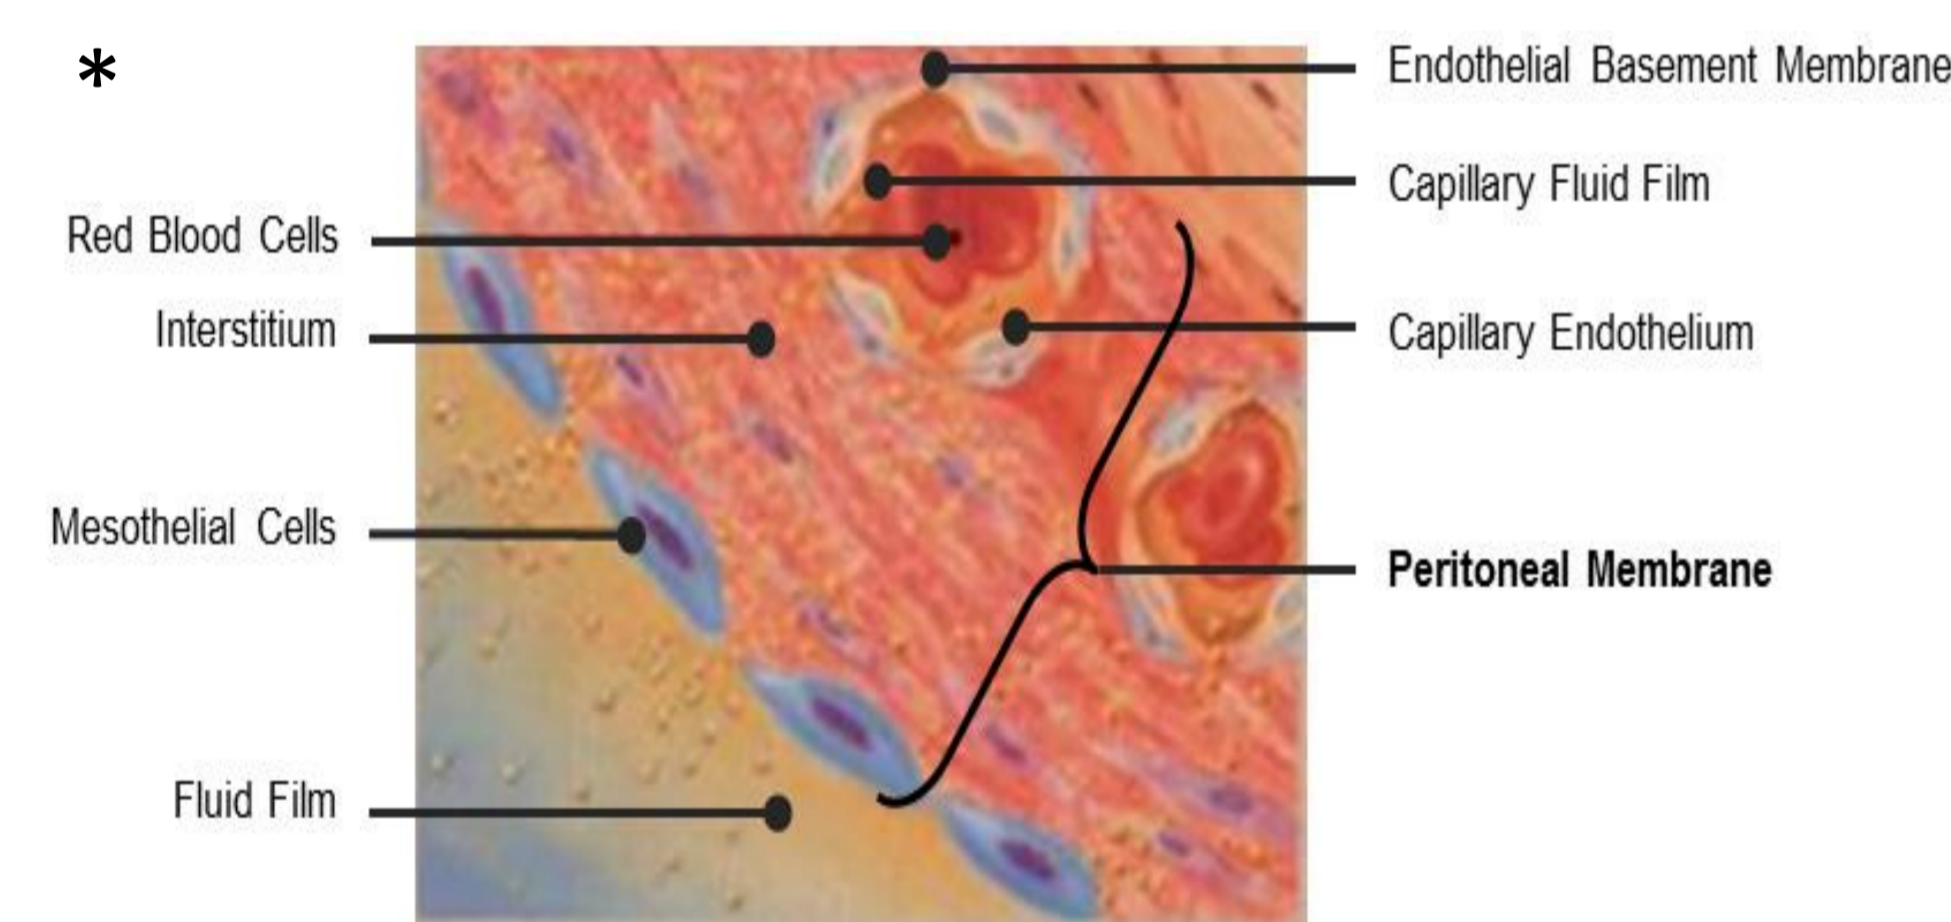 *
Endothelial Basement Membrane
Capillary Fluid Film
Red Blood Cells
Interstitium
Capillary Endothelium
Mesothelial Cells
Peritoneal Membrane
Fluid Film